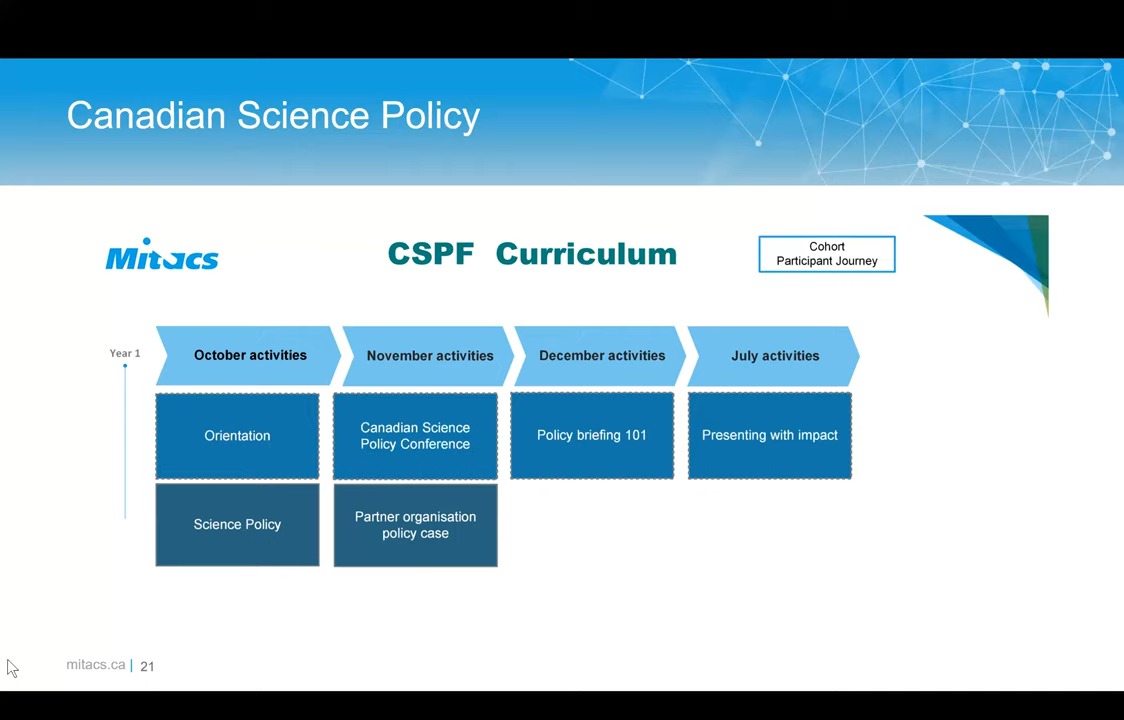 Canadian Science Policy
Mitacs
CSPF Curriculum
Cohort
Participant Journey
Year 1
October activities
November activities
December activities
July activities
Orientation
Canadian Science
Policy Conference
Policy briefing 101
Presenting with impact
Science Policy
Partner organisation
policy case
mitacs.ca | 21